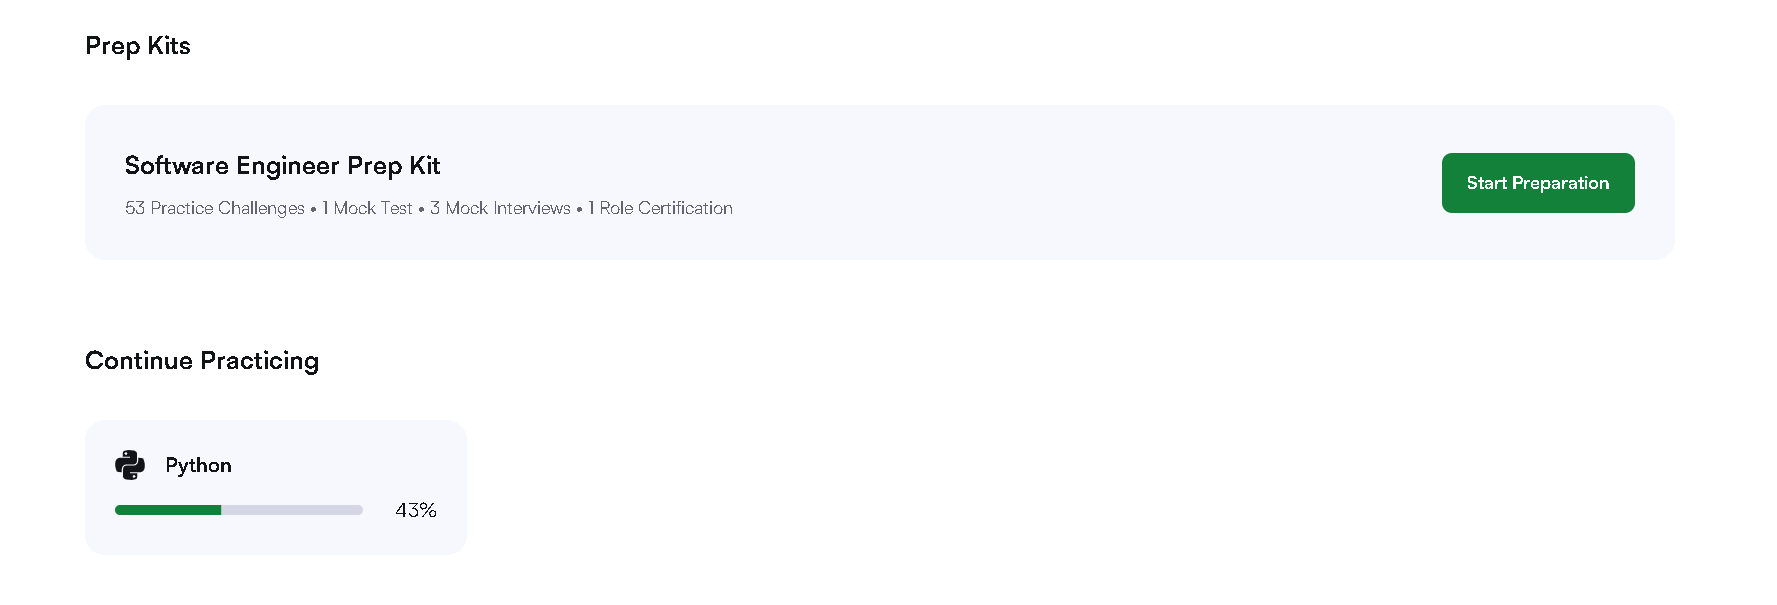 Prep Kits
Software Engineer Prep Kit
Start Preparation
53 Practice Challenges • 1 Mock Test • 3 Mock Interviews • 1 Role Certification
Continue Practicing
Python
43%